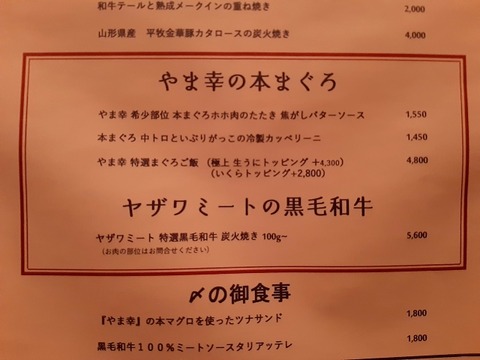 和牛テールと熟成メークインの重ね焼き 2,000
山形県産 平牧金華豚カタロースの炭火焼き 4,000
やま幸の本まぐろ
やま幸 希少部位 本まぐろホホ肉のたたき 焦がしバターソース 1,550
本まぐろ 中トロといぶりがっこの冷製カッペリーニ 1,450
やま幸 特選まぐろご飯 (極上 生うにトッピング +4,300) 4,800
(いくらトッピング+2,800)
ヤザワミートの黒毛和牛
ヤザワミート 特選黒毛和牛 炭火焼き 100g~ 5,600
(お肉の部位はお問合せください)
〆の御食事
『やま幸』の本マグロを使ったツナサンド 1,800
黒毛和牛100%ミートソースタリアッテレ 1,800